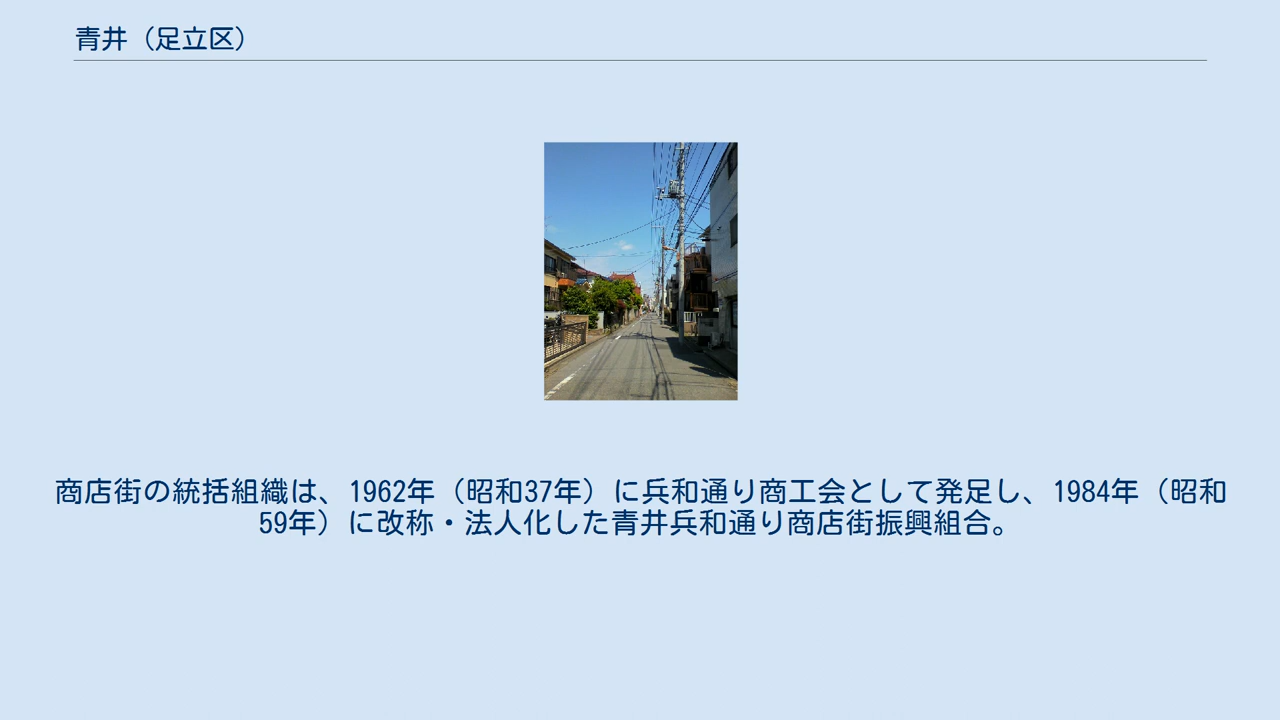 青井（足立区）
商店街の統括組織は、1962年（昭和37年）に兵和通り商工会として発足し、1984年（昭和
59年）に改称・法人化した青井兵和通り商店街振興組合。